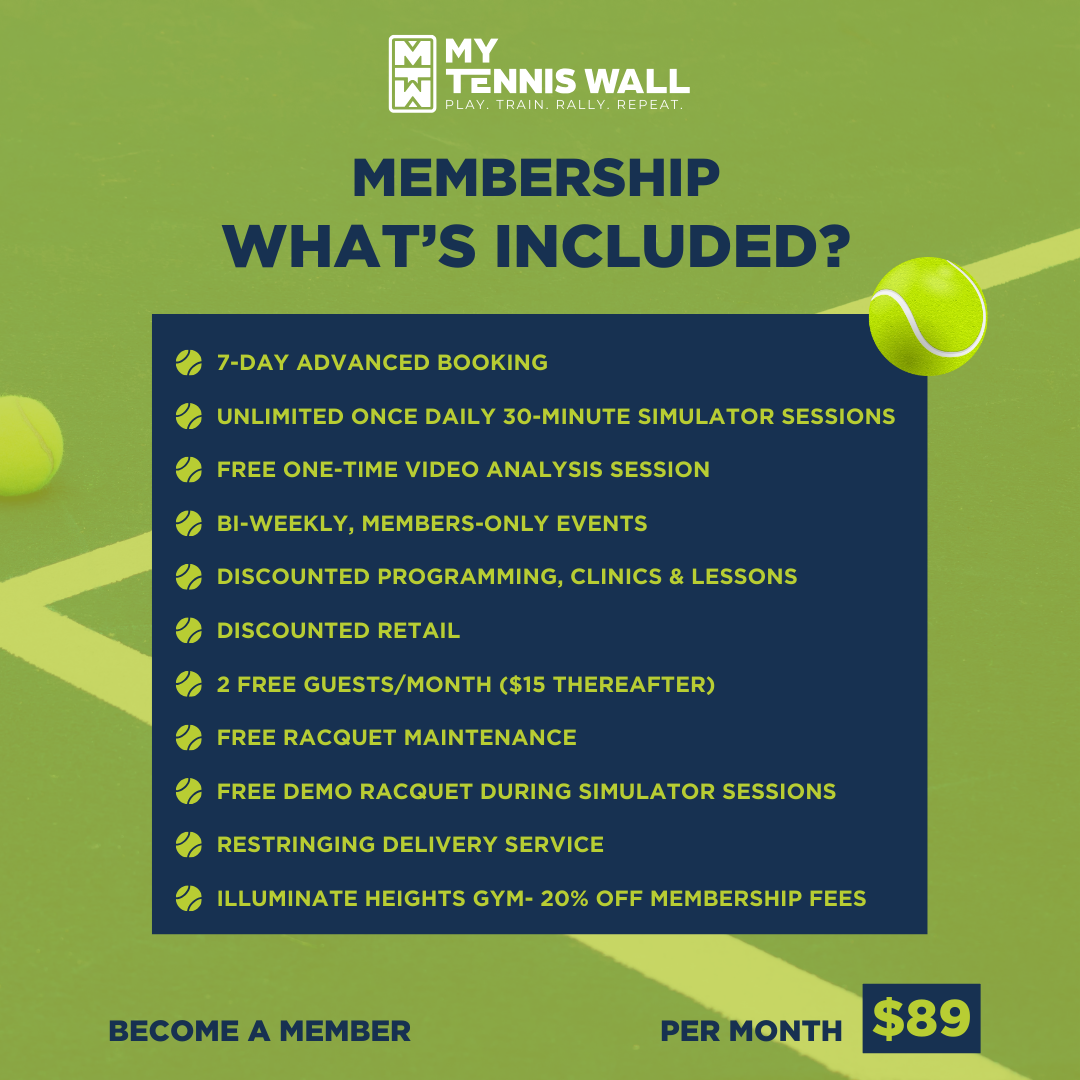 MTW
MY
TENNIS WALL
PLAY. TRAIN. RALLY. REPEAT.
MEMBERSHIP
WHAT'S INCLUDED?
7-DAY ADVANCED BOOKING
UNLIMITED ONCE DAILY 30-MINUTE SIMULATOR SESSIONS
FREE ONE-TIME VIDEO ANALYSIS SESSION
BI-WEEKLY, MEMBERS-ONLY EVENTS
DISCOUNTED PROGRAMMING, CLINICS & LESSONS
DISCOUNTED RETAIL
2 FREE GUESTS/MONTH ($15 THEREAFTER)
FREE RACQUET MAINTENANCE
FREE DEMO RACQUET DURING SIMULATOR SESSIONS
RESTRINGING DELIVERY SERVICE
ILLUMINATE HEIGHTS GYM- 20% OFF MEMBERSHIP FEES
BECOME A MEMBER
PER MONTH $89